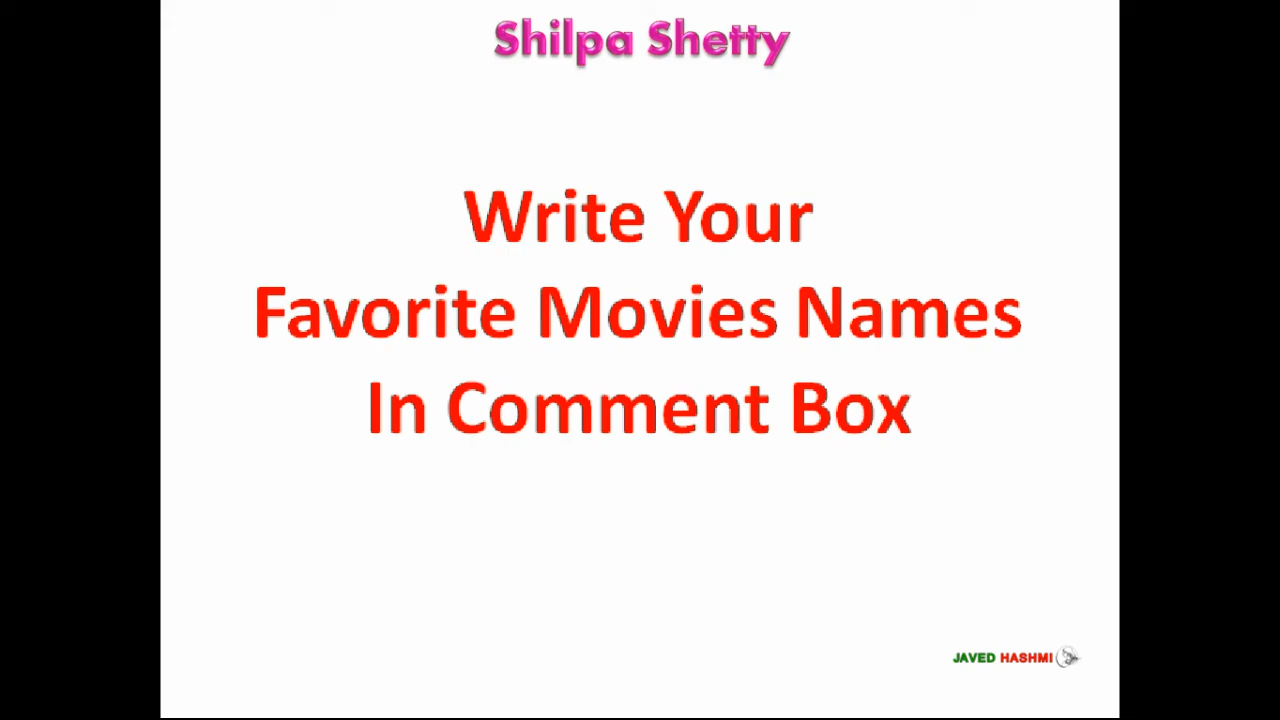 Shilpa Shetty
Write Your
Favorite Movies Names
In Comment Box
JAVED HASHMI